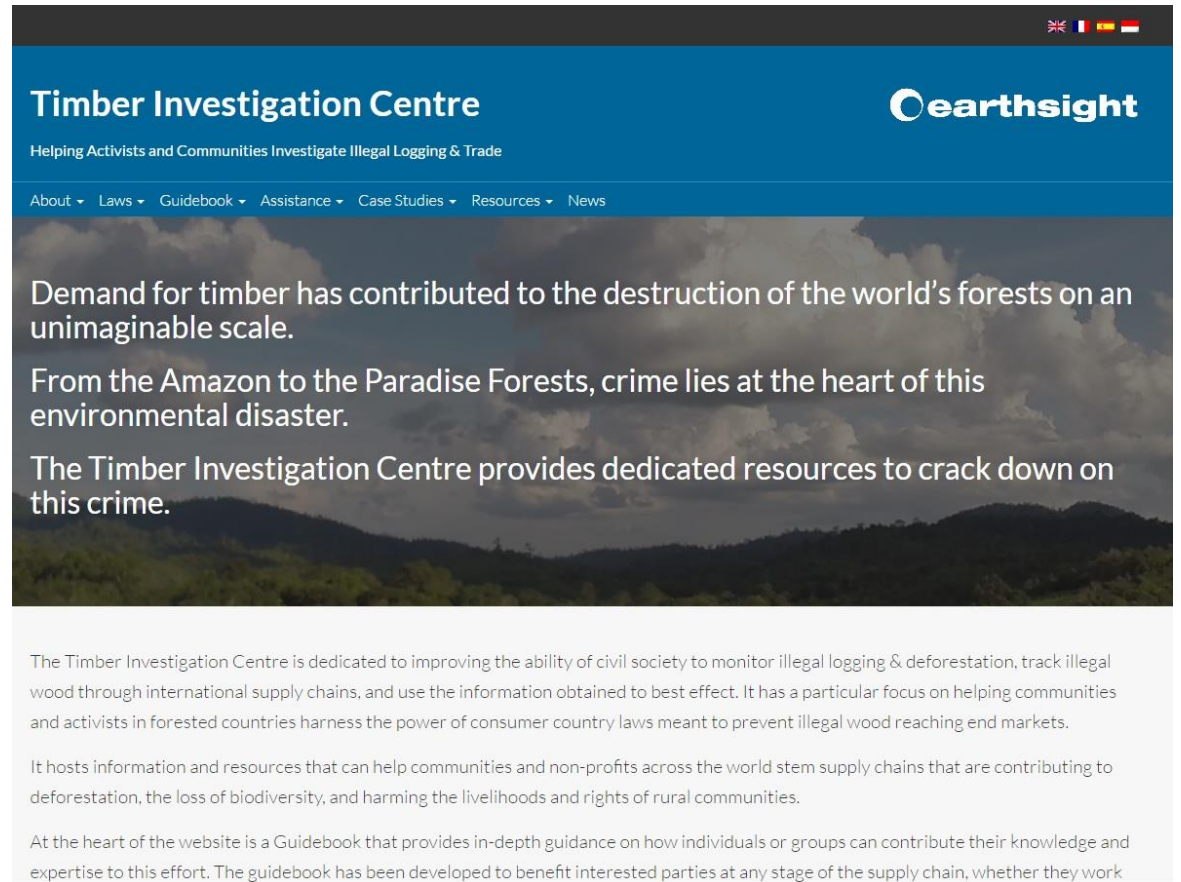 Timber Investigation Centre
earthsight
Helping Activists and Communities Investigate Illegal Logging & Trade
About Laws Guidebook Assistance Case Studies Resources News
Demand for timber has contributed to the destruction of the world’s forests on an
unimaginable scale.
From the Amazon to the Paradise Forests, crime lies at the heart of this
environmental disaster.
The Timber Investigation Centre provides dedicated resources to crack down on
this crime.
The Timber Investigation Centre is dedicated to improving the ability of civil society to monitor illegal logging & deforestation, track illegal
wood through international supply chains, and use the information obtained to best effect. It has a particular focus on helping communities
and activists in forested countries harness the power of consumer country laws meant to prevent illegal wood reaching end markets.
It hosts information and resources that can help communities and non-profits across the world stem supply chains that are contributing to
deforestation, the loss of biodiversity, and harming the livelihoods and rights of rural communities.
At the heart of the website is a Guidebook that provides in-depth guidance on how individuals or groups can contribute their knowledge and
expertise to this effort. The guidebook has been developed to benefit interested parties at any stage of the supply chain, whether they work